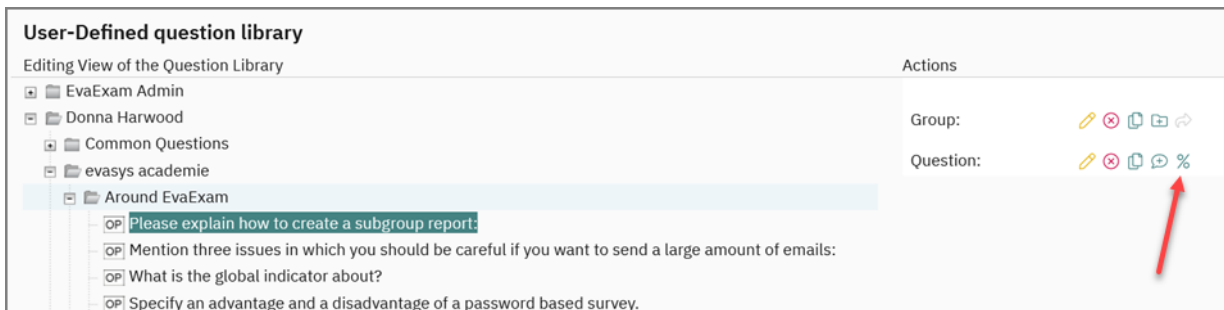 User-Defined question library
Editing View of the Question Library
Actions
EvaExam Admin
Donna Harwood
Group:
Common Questions
evasys academie
Question:
Around EvaExam
OP Please explain how to create a subgroup report:
OP Mention three issues in which you should be careful if you want to send a large amount of emails:
OP What is the global indicator about?
OP Specify an advantage and a disadvantage of a password based survey.